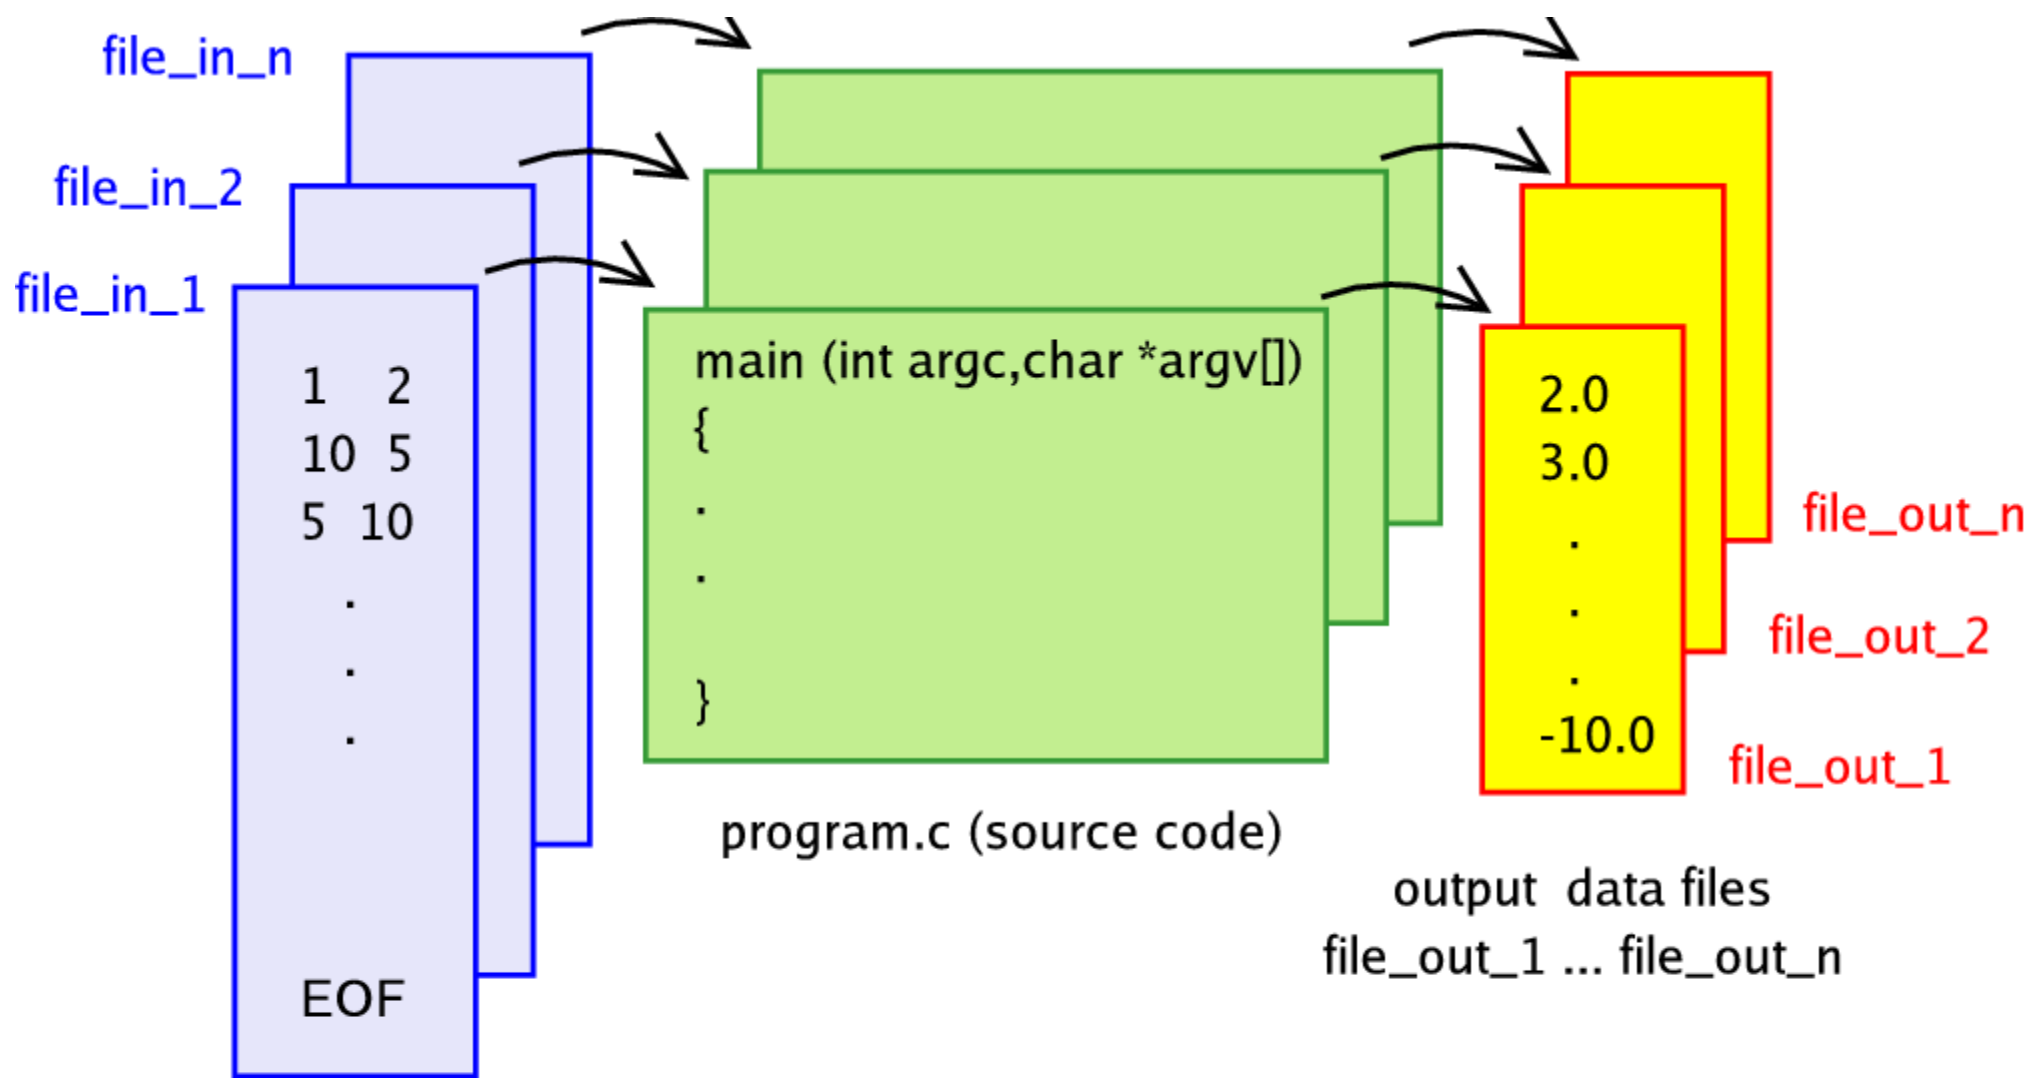 file_in_n
file_in_2
file_in_1
1 2
10 5
5 10
.
.
.
EOF
main (int argc,char *argv[])
{
.
.
}
program.c (source code)
2.0
3.0
.
.
.
-10.0
file_out_n
file_out_2
file_out_1
output data files
file_out_1 ... file_out_n